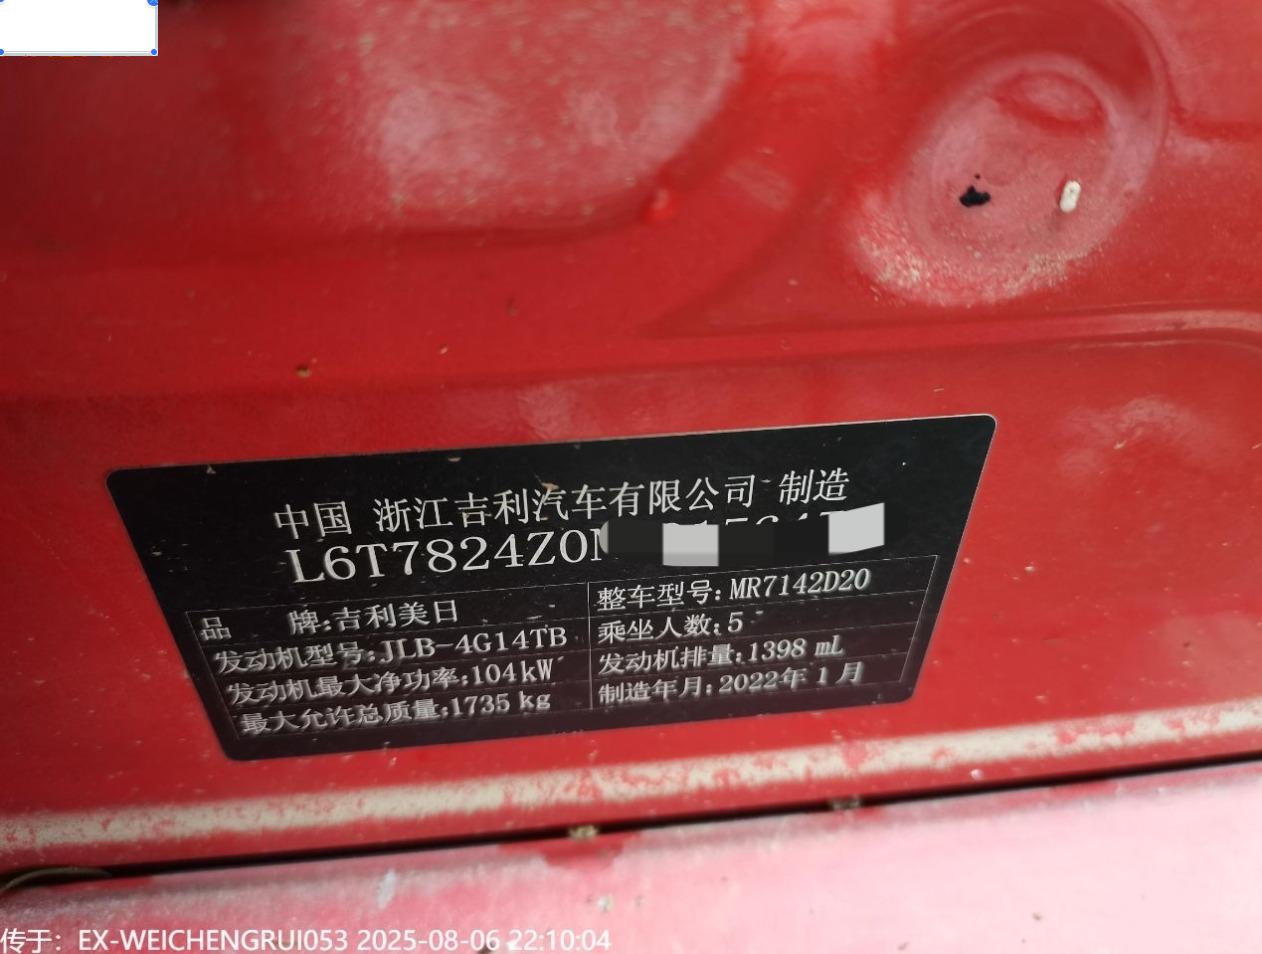 中国 浙江吉利汽车有限公司 制造
L6T7824Z0
品 牌:吉利美日
整车型号:MR7142D20
发动机型号:JLB-4G14TB
乘坐人数:5
发动机最大净功率:104kW
发动机排量:1398 mL
最大允许总质量:1735 kg
制造年月:2022年1月
传于：EX-WEICHENGRUI053 2025-08-06 22:10:04